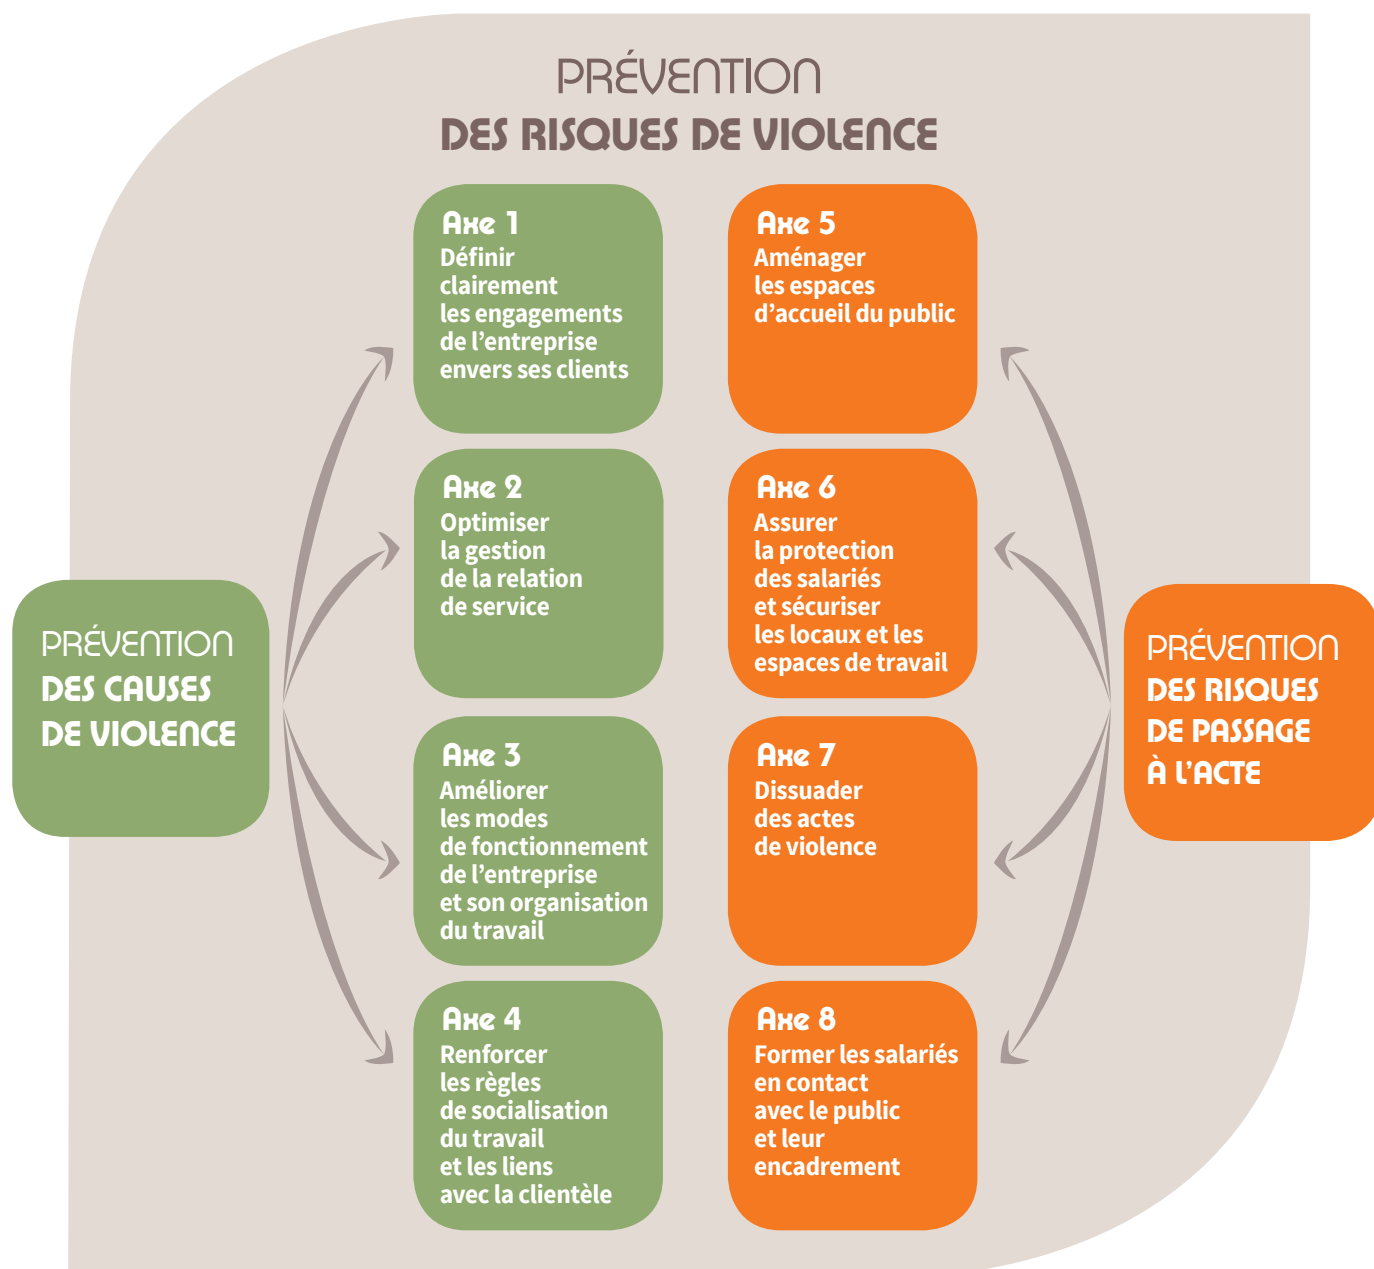 PRÉVENTION
DES RISQUES DE VIOLENCE
PRÉVENTION
DES CAUSES
DE VIOLENCE
Axe 1
Définir
clairement
les engagements
de l’entreprise
envers ses clients
Axe 2
Optimiser
la gestion
de la relation
de service
Axe 3
Améliorer
les modes
de fonctionnement
de l’entreprise
et son organisation
du travail
Axe 4
Renforcer
les règles
de socialisation
du travail
et les liens
avec la clientèle
Axe 5
Aménager
les espaces
d’accueil du public
Axe 6
Assurer
la protection
des salariés
et sécuriser
les locaux et les
espaces de travail
Axe 7
Dissuader
des actes
de violence
Axe 8
Former les salariés
en contact
avec le public
et leur
encadrement
PRÉVENTION
DES RISQUES
DE PASSAGE
À L’ACTE